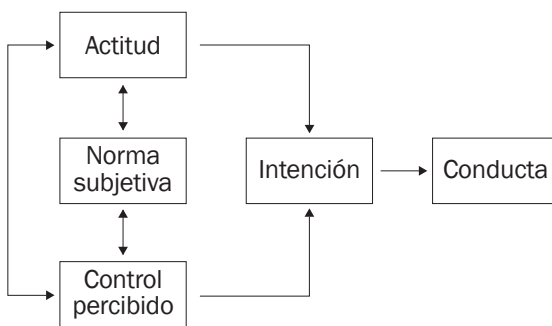 Actitud
Norma
subjetiva
Intención
Conducta
Control
percibido